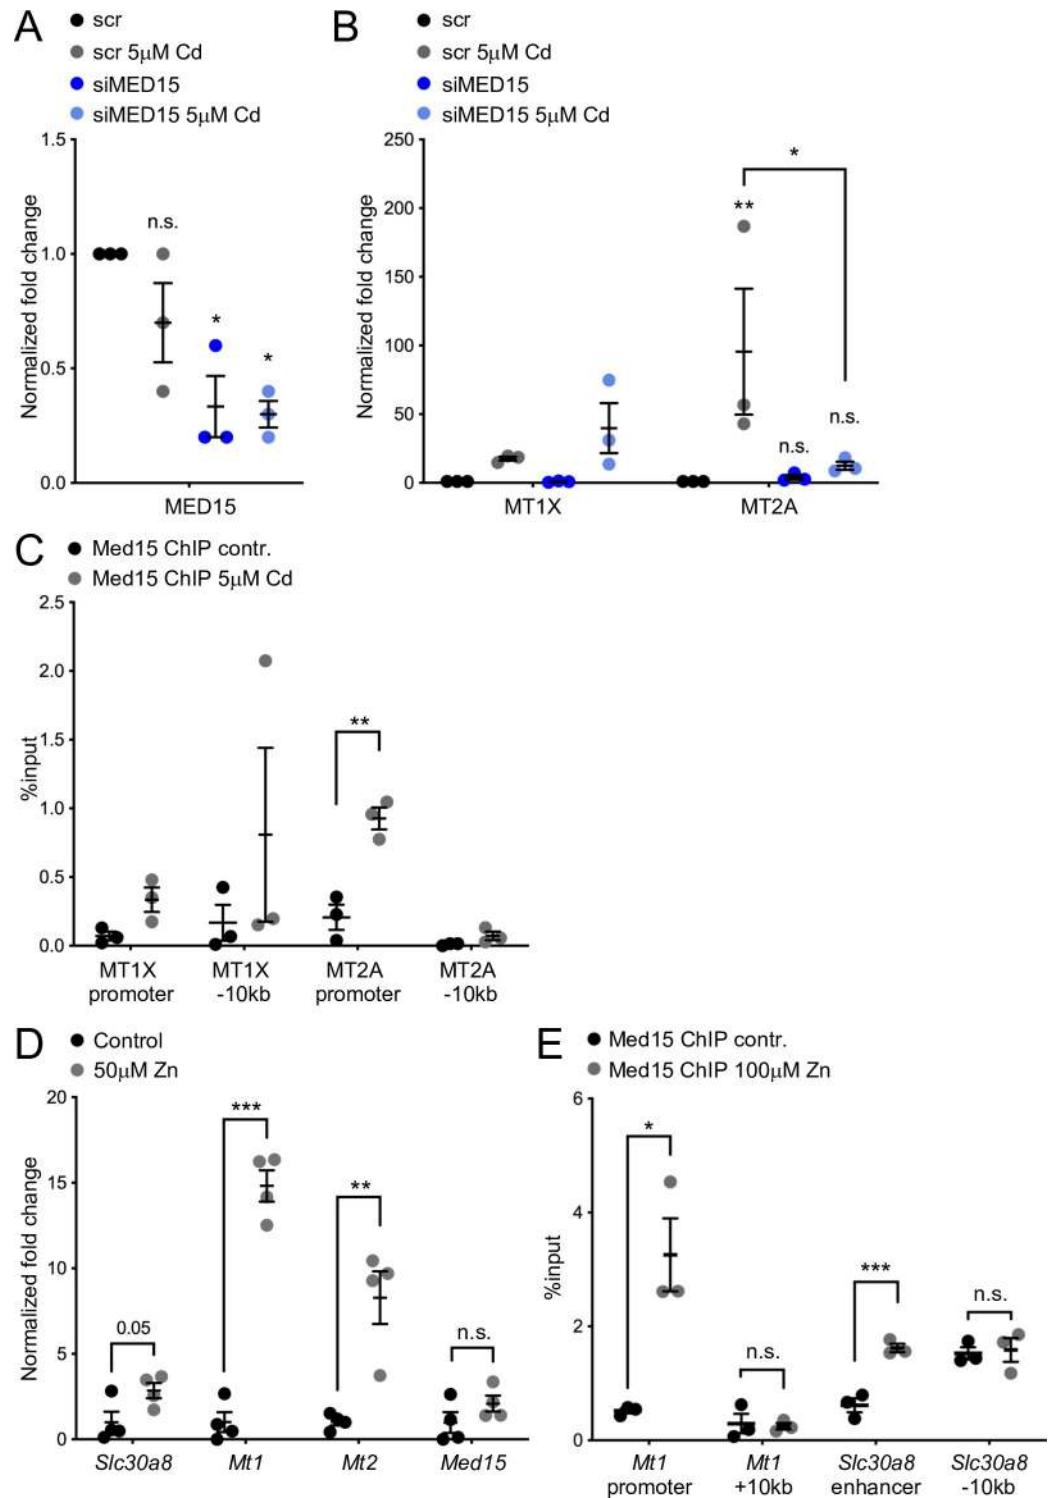 A
scr
scr 5μM Cd
siMED15
siMED15 5μM Cd
1.5
1.0
0.5
0.0
Normalized fold change
n.s.
*
*
MED15
B
scr
scr 5μM Cd
siMED15
siMED15 5μM Cd
250
200
150
100
50
0
Normalized fold change
*
**
n.s.
n.s.
MT1X
MT2A
C
Med15 ChIP contr.
Med15 ChIP 5μM Cd
2.5
2.0
1.5
1.0
0.5
0.0
%input
**
MT1X
promoter
MT1X
-10kb
MT2A
promoter
MT2A
-10kb
D
Control
50μM Zn
20
15
10
5
0
Normalized fold change
0.05
***
**
n.s.
Slc30a8
Mt1
Mt2
Med15
E
Med15 ChIP contr.
Med15 ChIP 100μM Zn
6
4
2
0
%input
*
n.s.
***
n.s.
Mt1
promoter
Mt1
+10kb
Slc30a8
enhancer
Slc30a8
-10kb